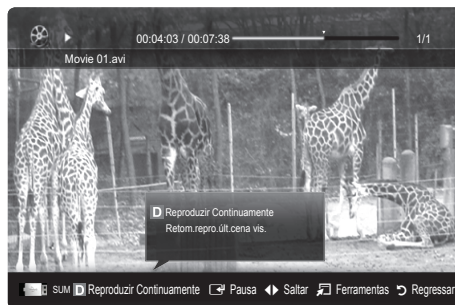 00:04:03 / 00:07:38 1/1
Movie 01.avi
D Reproduzir Continuamente
Retom.repro.últ.cena vis.
SUM D Reproduzir Continuamente Pausa Saltar Ferramentas Regressar